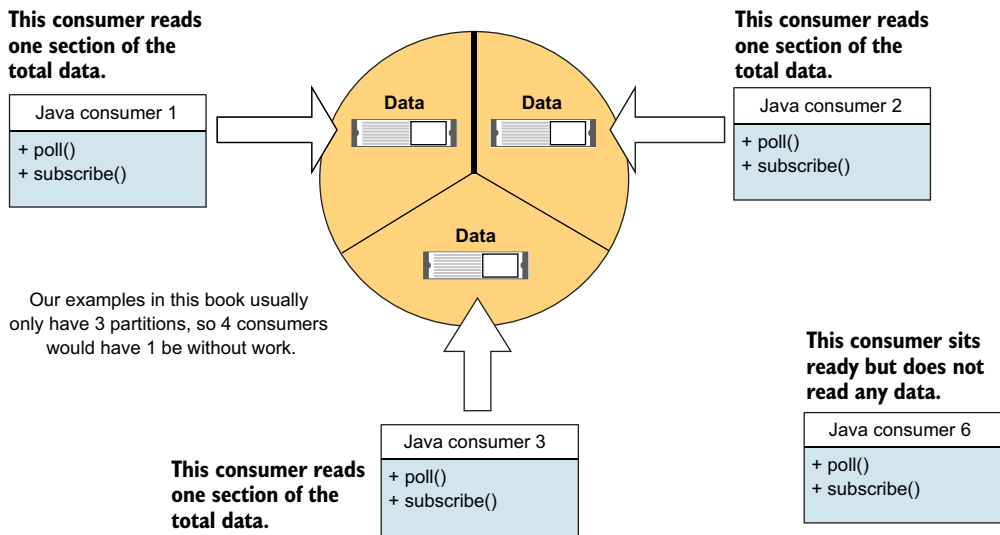 This consumer reads
one section of the
total data.
Java consumer 1
+ poll()
+ subscribe()
Data
Data
Data
This consumer reads
one section of the
total data.
Java consumer 2
+ poll()
+ subscribe()
Our examples in this book usually
only have 3 partitions, so 4 consumers
would have 1 be without work.
This consumer reads
one section of the
total data.
Java consumer 3
+ poll()
+ subscribe()
This consumer sits
ready but does not
read any data.
Java consumer 6
+ poll()
+ subscribe()